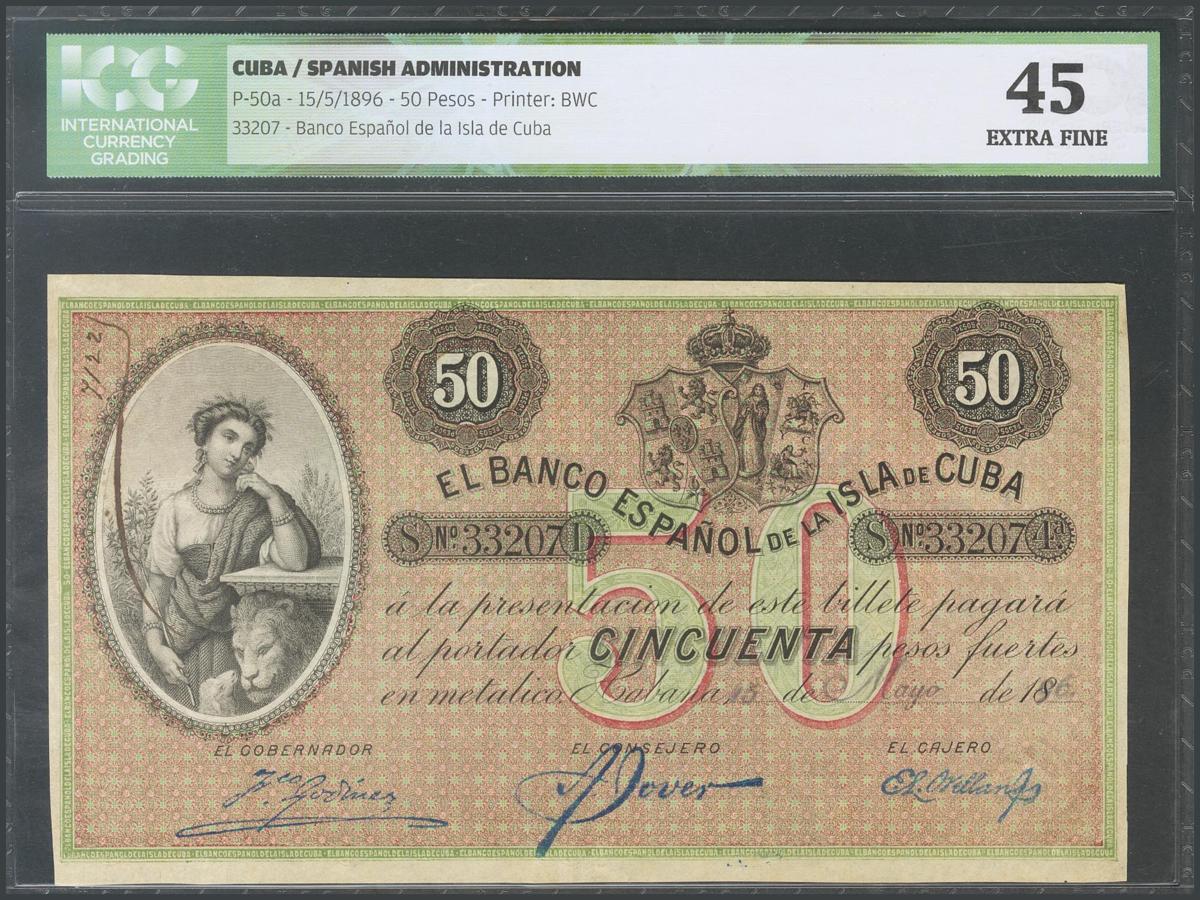 ICG
INTERNATIONAL
CURRENCY
GRADING
CUBA / SPANISH ADMINISTRATION
P-50a - 15/5/1896 - 50 Pesos - Printer: BWC
33207 - Banco Español de la Isla de Cuba
45
EXTRA FINE
50
50
EL BANCO ESPAÑOL DE LA ISLA DE CUBA
S Nº 33207 D
S Nº 33207 4ª
50
á la presentacion de este billete pagará
al portador CINCUENTA pesos fuertes
en metalico. Habana, 15 de Mayo de 1896
EL GOBERNADOR
EL CONSEJERO
EL CAJERO